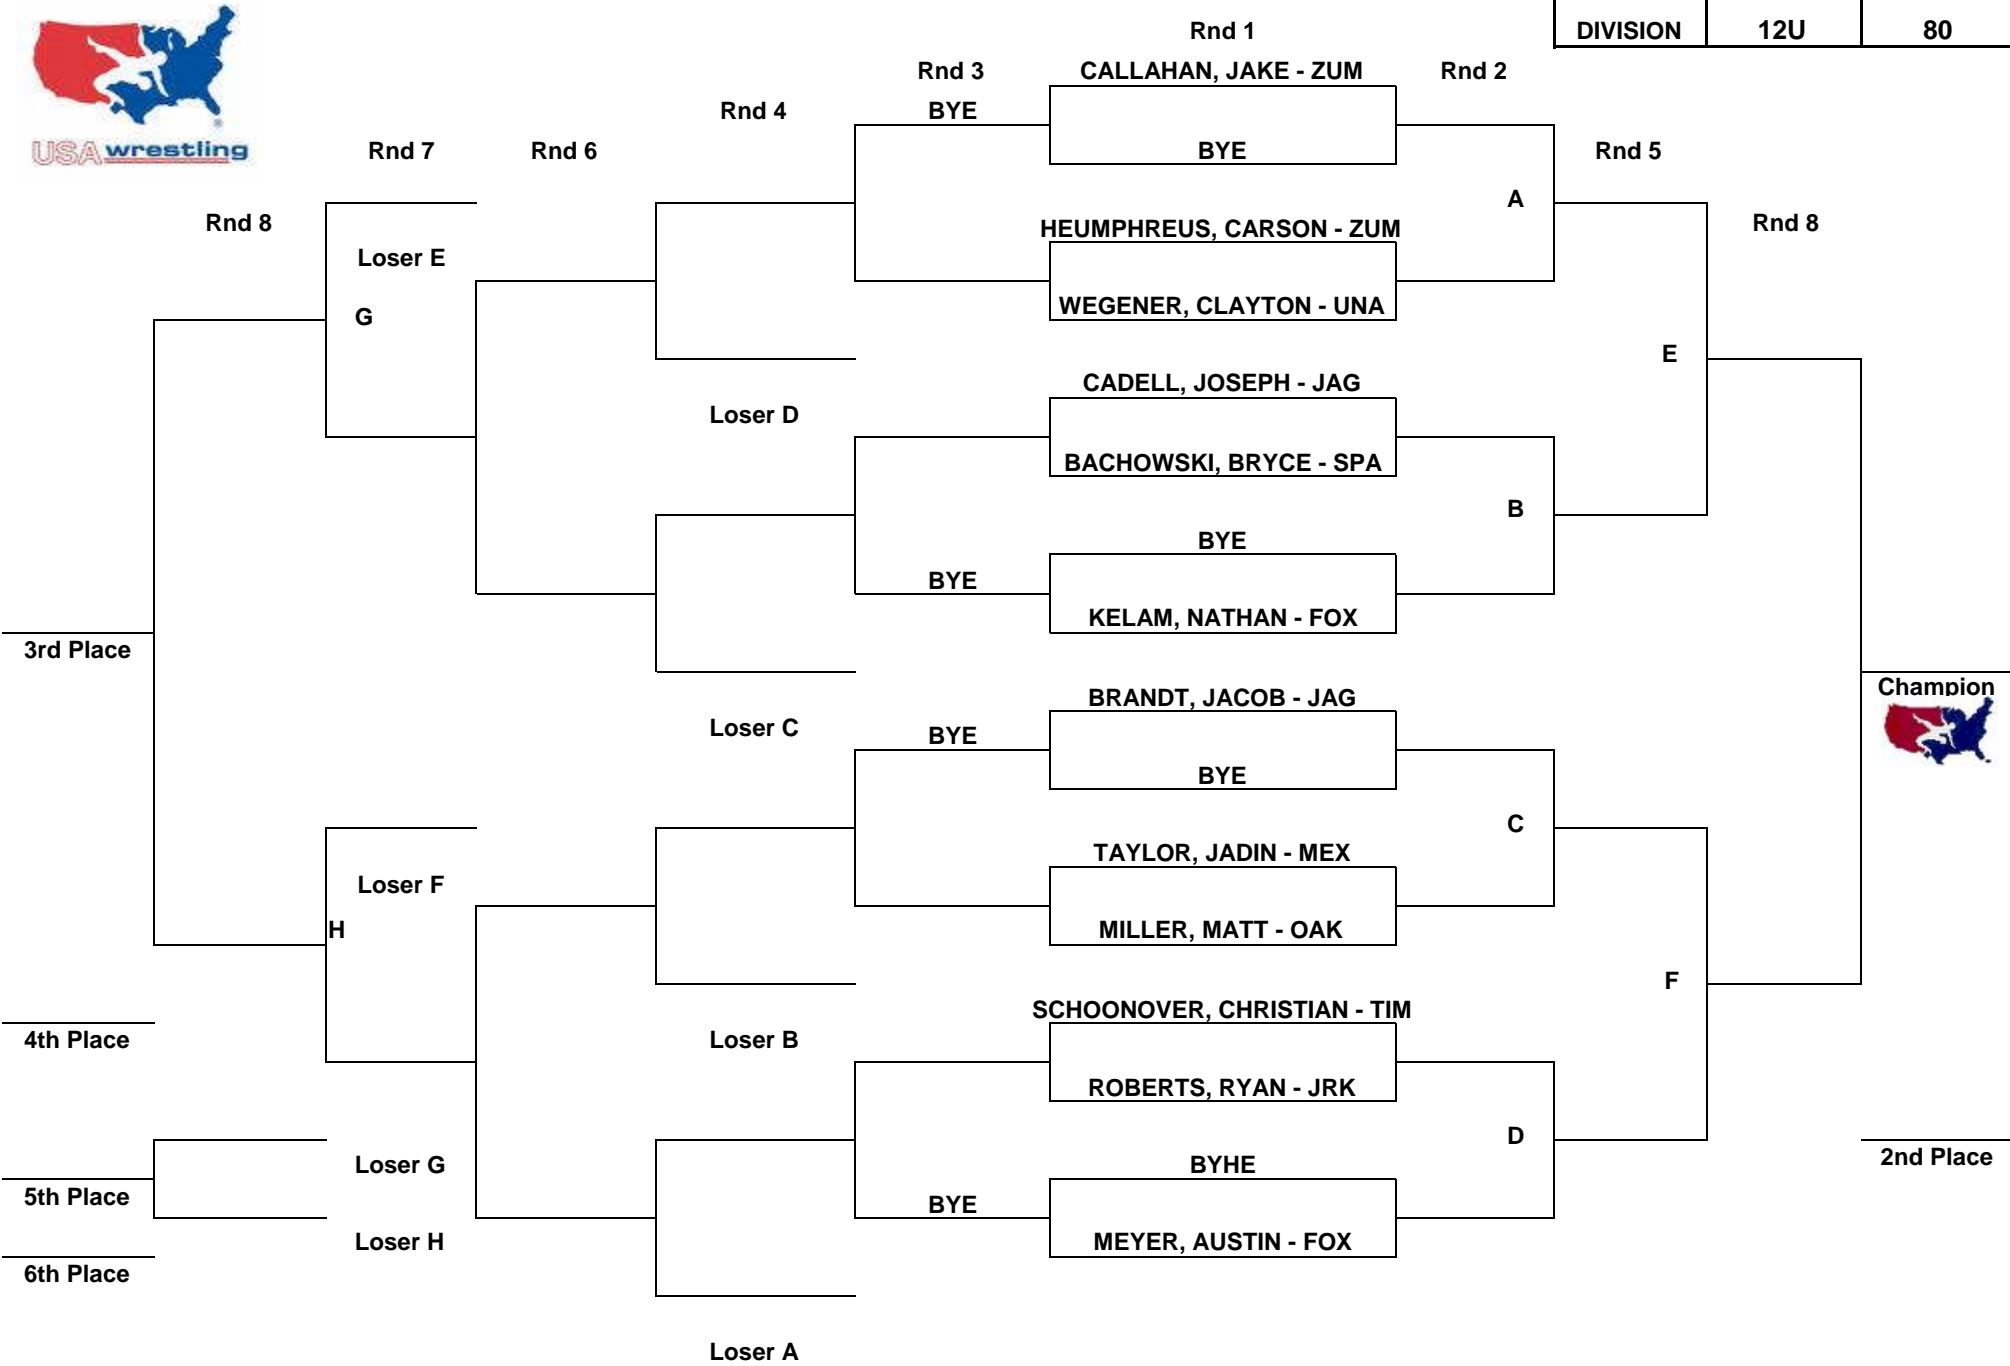 Rnd 1
DIVISION 12U 80
Rnd 3 CALLAHAN, JAKE - ZUM Rnd 2
Rnd 4 BYE
USA wrestling Rnd 7 Rnd 6 BYE Rnd 5
A
Rnd 8 HEUMPHREUS, CARSON - ZUM Rnd 8
Loser E
G WEGENER, CLAYTON - UNA
E
CADELL, JOSEPH - JAG
Loser D
BACHOWSKI, BRYCE - SPA
B
BYE
BYE
KELAM, NATHAN - FOX
3rd Place
Champion
BRANDT, JACOB - JAG
Loser C BYE
BYE
C
TAYLOR, JADIN - MEX
Loser F
H MILLER, MATT - OAK
F
SCHOONOVER, CHRISTIAN - TIM
4th Place Loser B
ROBERTS, RYAN - JRK
D
Loser G BYHE 2nd Place
5th Place BYE
Loser H MEYER, AUSTIN - FOX
6th Place
Loser A